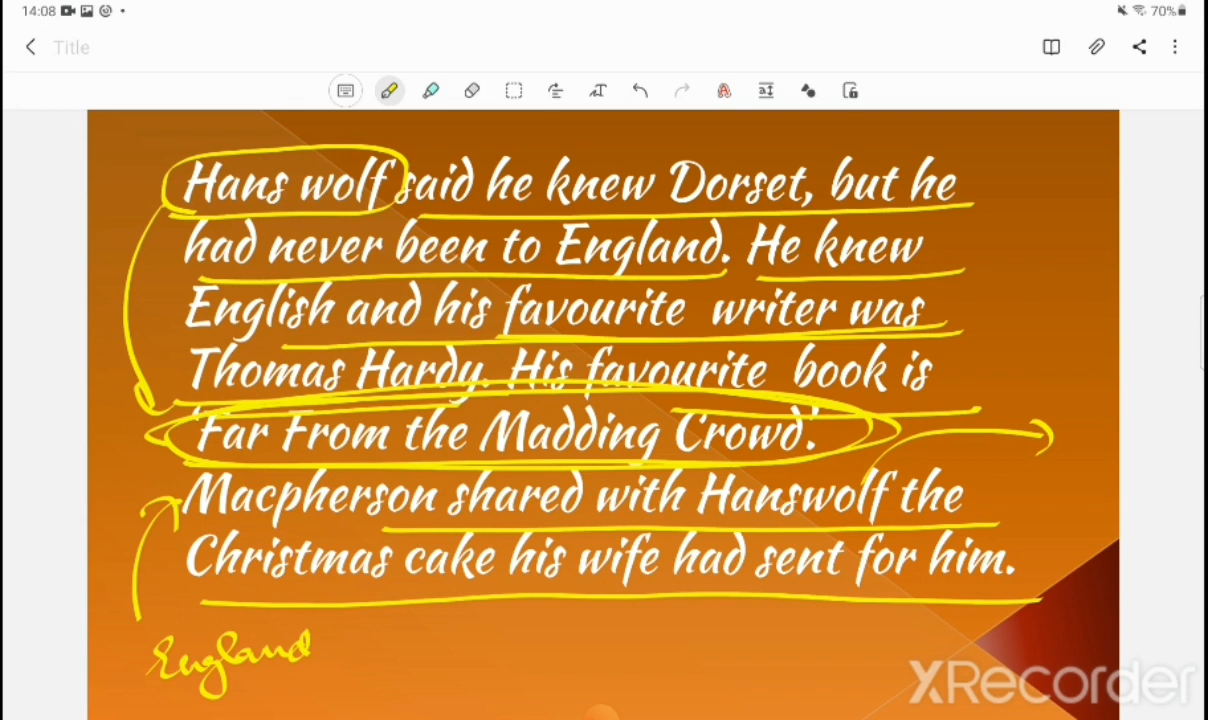 14:08
70%
Title
Hans wolf said he knew Dorset, but he
had never been to England. He knew
English and his favourite writer was
Thomas Hardy. His favourite book is
'Far From the Madding Crowd.'
Macpherson shared with Hanswolf the
Christmas cake his wife had sent for him.
England
XRecorder